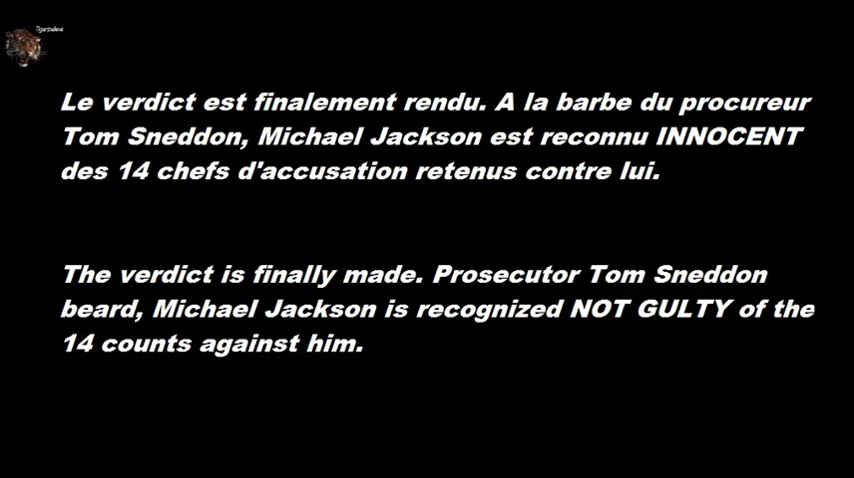 Tigerbelieve
Le verdict est finalement rendu. A la barbe du procureur
Tom Sneddon, Michael Jackson est reconnu INNOCENT
des 14 chefs d'accusation retenus contre lui.
The verdict is finally made. Prosecutor Tom Sneddon
beard, Michael Jackson is recognized NOT GULTY of the
14 counts against him.